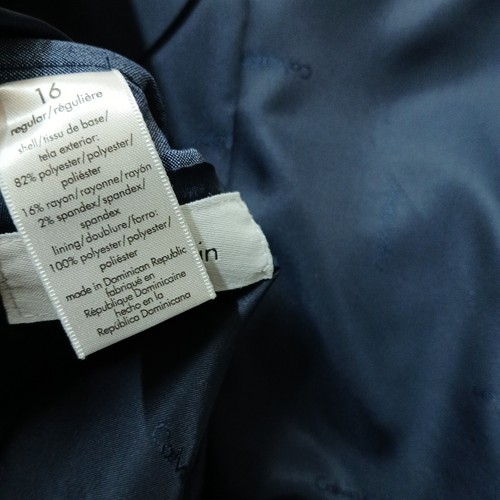 16
regular/régulière
shell/tissu de base/
tela exterior:
82% polyester/polyester/
poliéster
16% rayon/rayonne/rayón
2% spandex/spandex/
spandex
lining/doublure/forro:
100% polyester/polyester/
poliéster
made in Dominican Republic
fabriqué en
République Dominicaine
hecho en la
República Dominicana
in